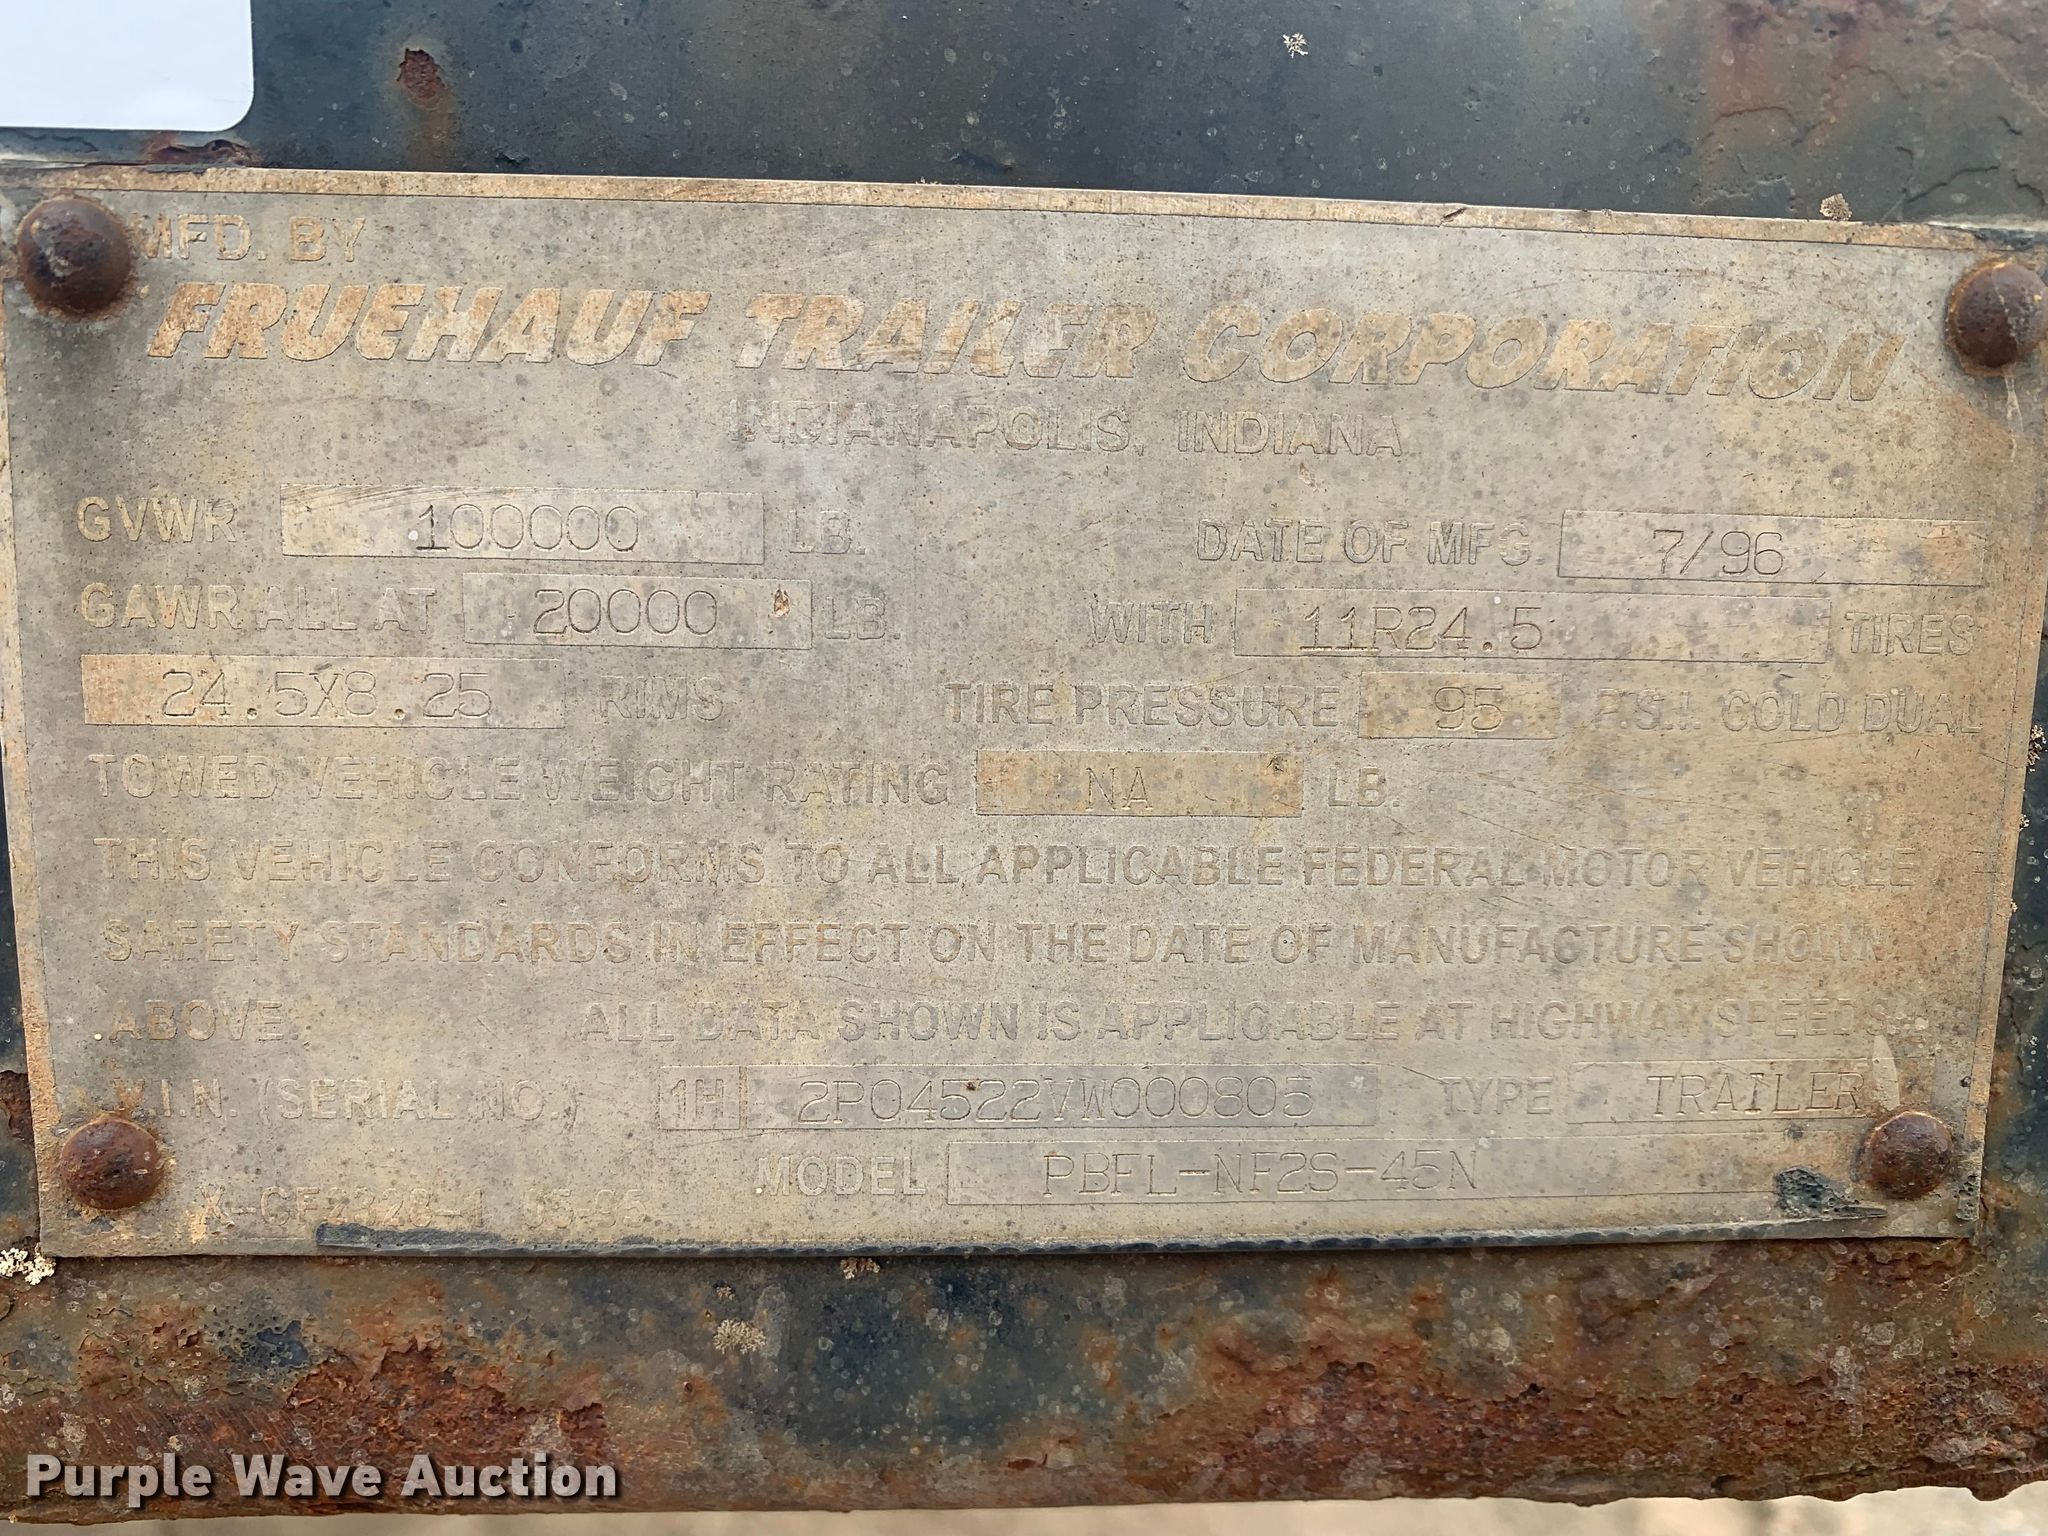 MFD. BY
FRUEHAUF TRAILER CORPORATION
INDIANAPOLIS, INDIANA
GVWR 100000 LB. DATE OF MFG 7/96
GAWR ALL AT 20000 LB. WITH 11R24.5 TIRES
24.5X8.25 RIMS TIRE PRESSURE 95 P.S.I. COLD DUAL
TOWED VEHICLE WEIGHT RATING NA LB.
THIS VEHICLE CONFORMS TO ALL APPLICABLE FEDERAL MOTOR VEHICLE
SAFETY STANDARDS IN EFFECT ON THE DATE OF MANUFACTURE SHOWN
ABOVE. ALL DATA SHOWN IS APPLICABLE AT HIGHWAY SPEEDS
V.I.N. (SERIAL NO.) 1H 2P04522VW000805 TYPE TRAILER
MODEL PBFL-NF2S-45N
05-95
Purple Wave Auction